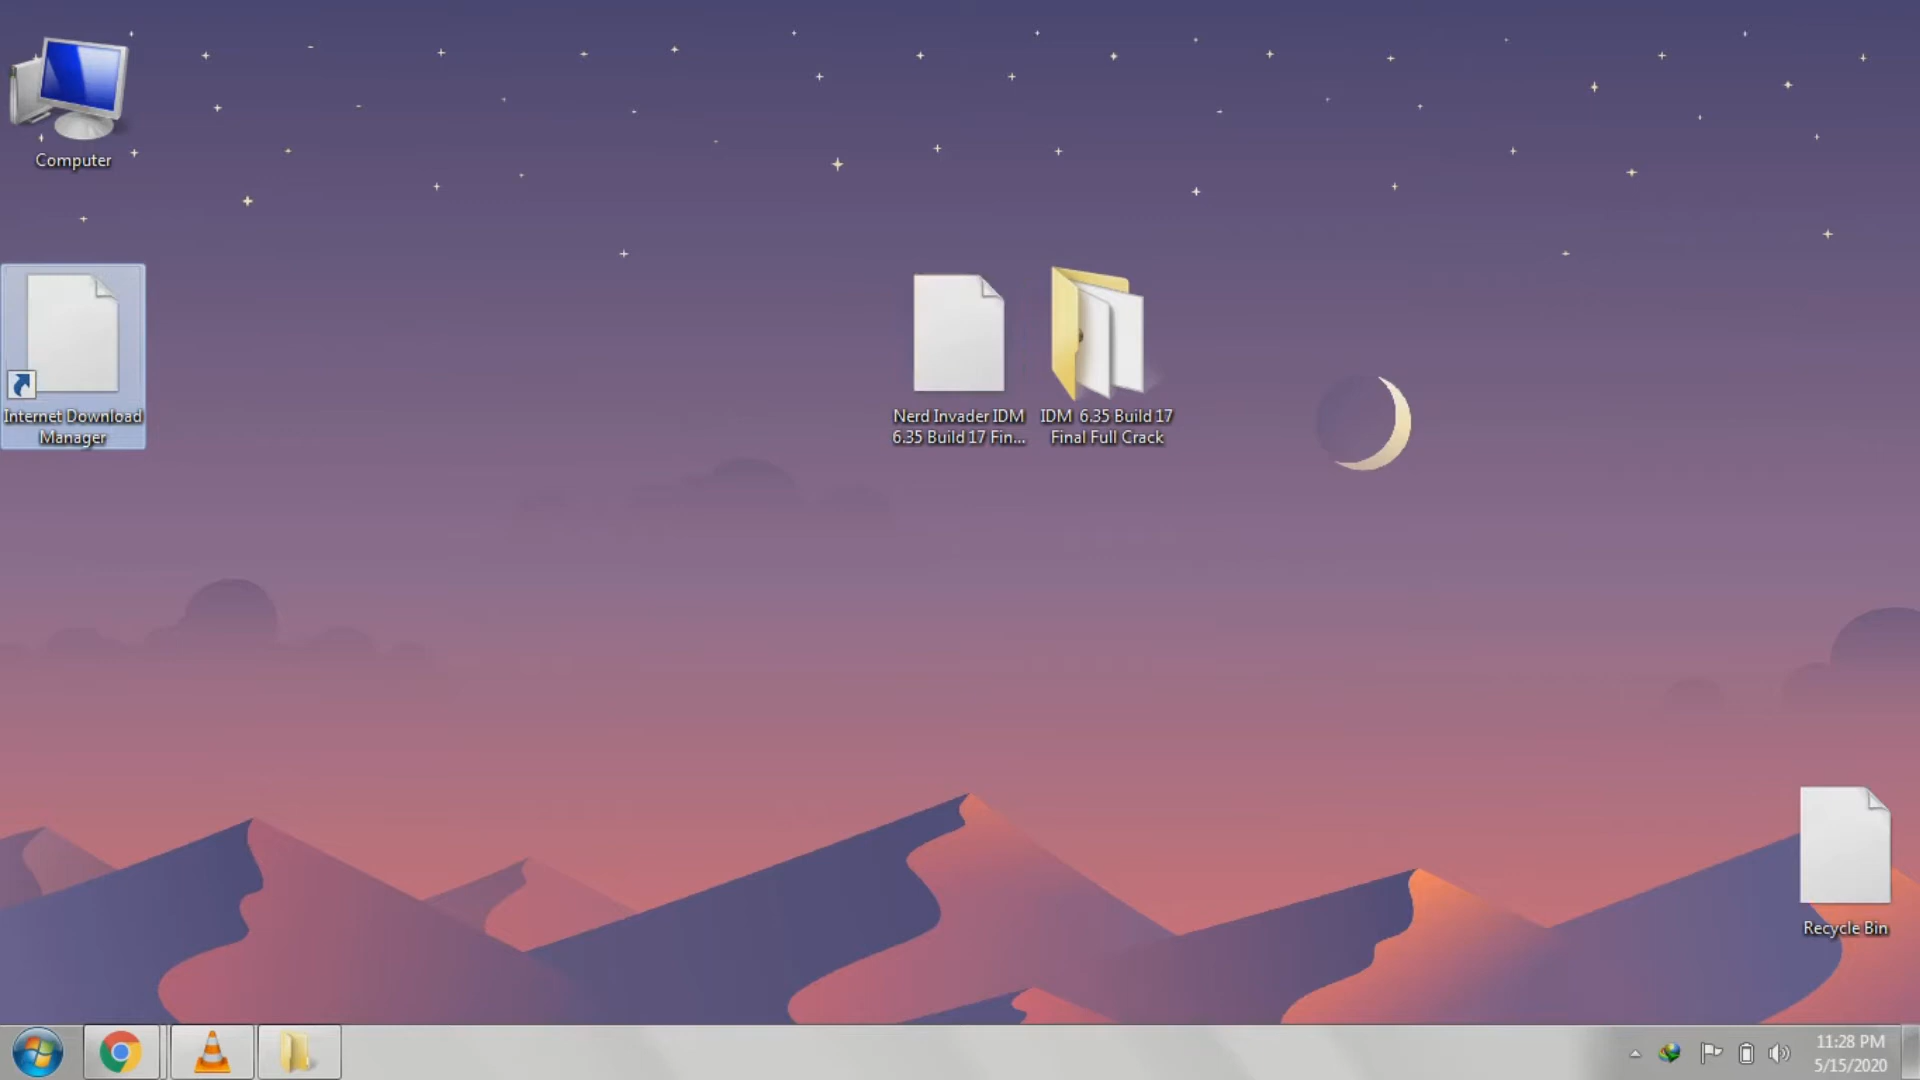 Computer
Internet Download
Manager
Nerd Invader IDM
6.35 Build 17 Fin...
IDM 6.35 Build 17
Final Full Crack
Recycle Bin
11:28 PM
5/15/2020